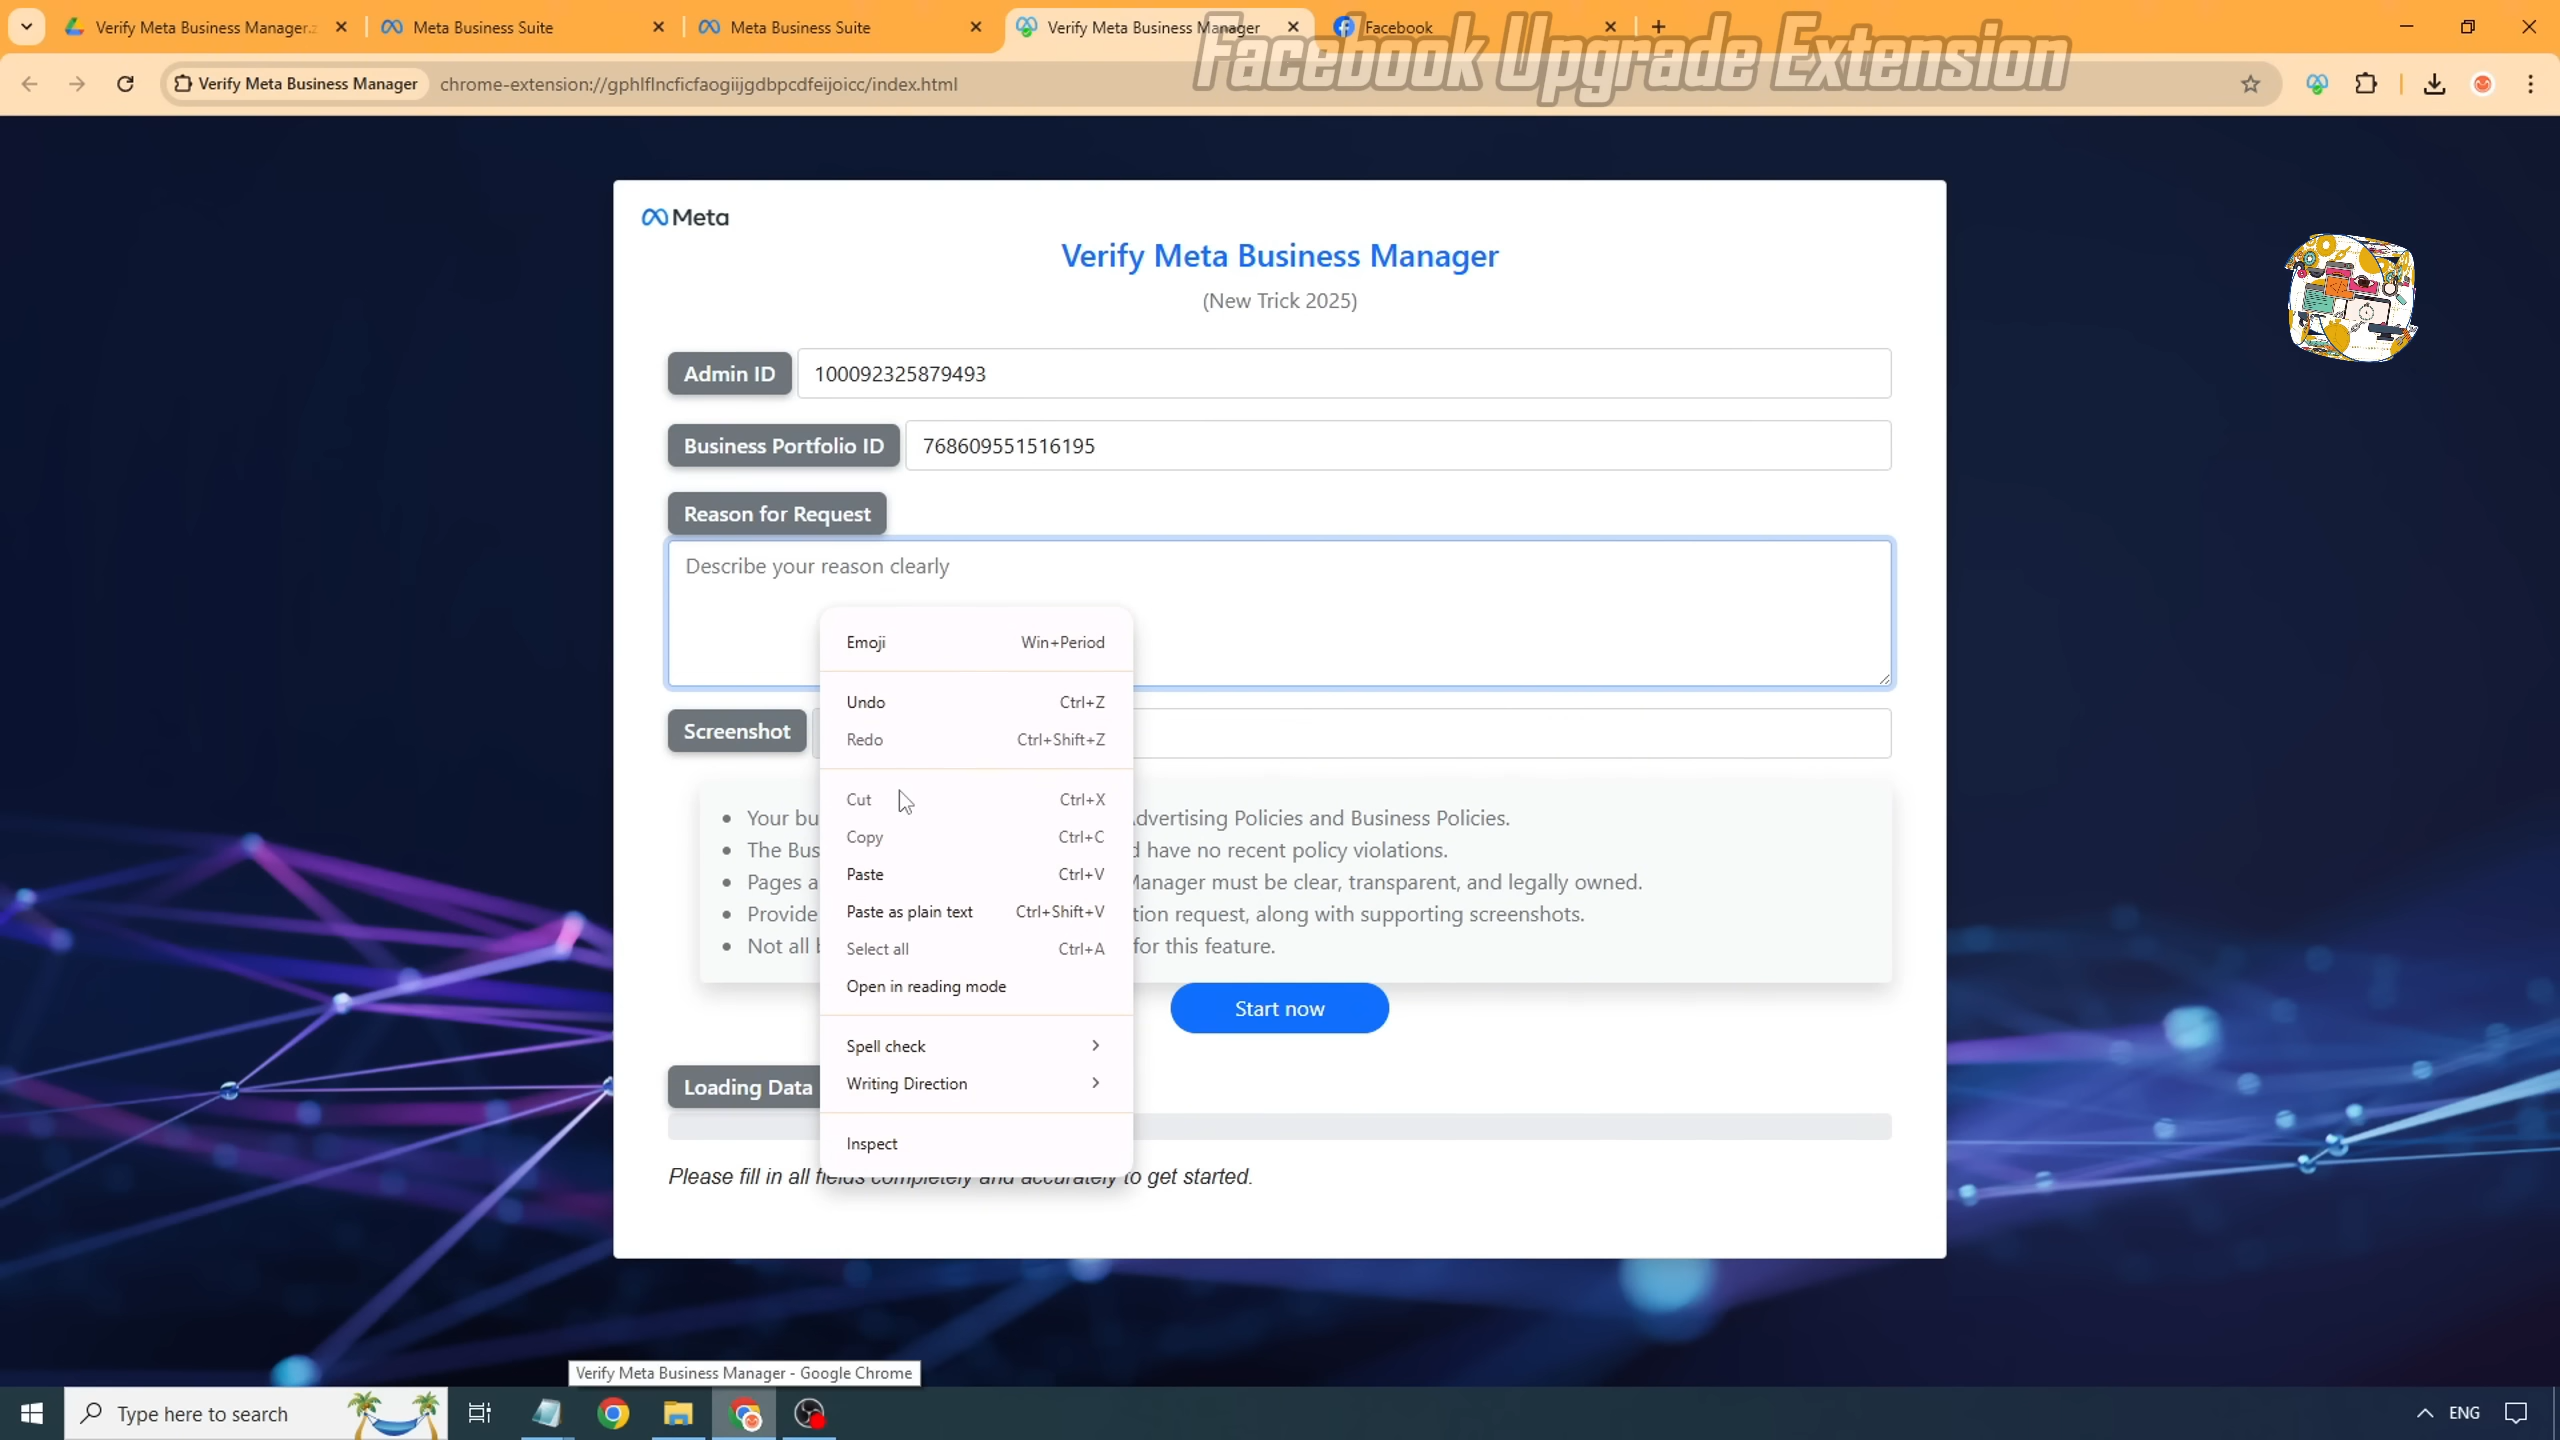 Verify Meta Business Manager.z
Meta Business Suite
Meta Business Suite
Verify Meta Business Manager
Facebook
Facebook Upgrade Extension
Verify Meta Business Manager
chrome-extension://gphlflncficfaogiijgdbpcdfeijoicc/index.html
Meta
Verify Meta Business Manager
(New Trick 2025)
Admin ID
100092325879493
Business Portfolio ID
768609551516195
Reason for Request
Describe your reason clearly
Emoji Win+Period
Undo Ctrl+Z
Redo Ctrl+Shift+Z
Cut Ctrl+X
Copy Ctrl+C
Paste Ctrl+V
Paste as plain text Ctrl+Shift+V
Select all Ctrl+A
Open in reading mode
Spell check
Writing Direction
Inspect
Screenshot
Your bu dvertising Policies and Business Policies.
The Bus d have no recent policy violations.
Pages a Manager must be clear, transparent, and legally owned.
Provide tion request, along with supporting screenshots.
Not all for this feature.
Start now
Loading Data
Please fill in all fields completely and accurately to get started.
Verify Meta Business Manager - Google Chrome
Type here to search
ENG